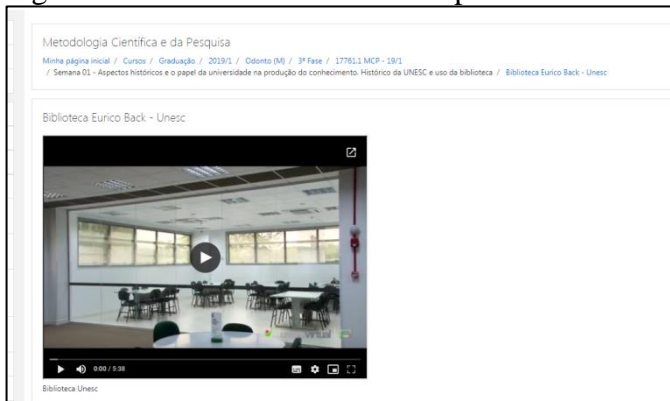 Metodologia Científica e da Pesquisa
Minha página inicial / Cursos / Graduação / 2019/1 / Odonto (M) / 3ª Fase / 17761.1 MCP - 19/1
/ Semana 01 - Aspectos históricos e o papel da universidade na produção do conhecimento. Histórico da UNESC e uso da biblioteca / Biblioteca Eurico Back - Unesc
Biblioteca Eurico Back - Unesc
virtual
0:00 / 5:38
Biblioteca Unesc